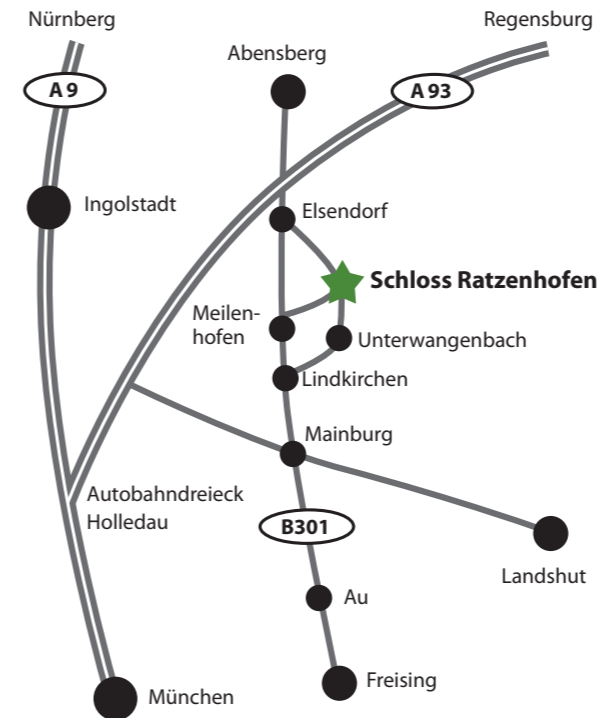 Nürnberg
Regensburg
Abensberg
A 9
A 93
Ingolstadt
Elsendorf
Schloss Ratzenhofen
Meilen-
hofen
Unterwangenbach
Lindkirchen
Mainburg
Autobahndreieck
Holledau
B301
Landshut
Au
Freising
München